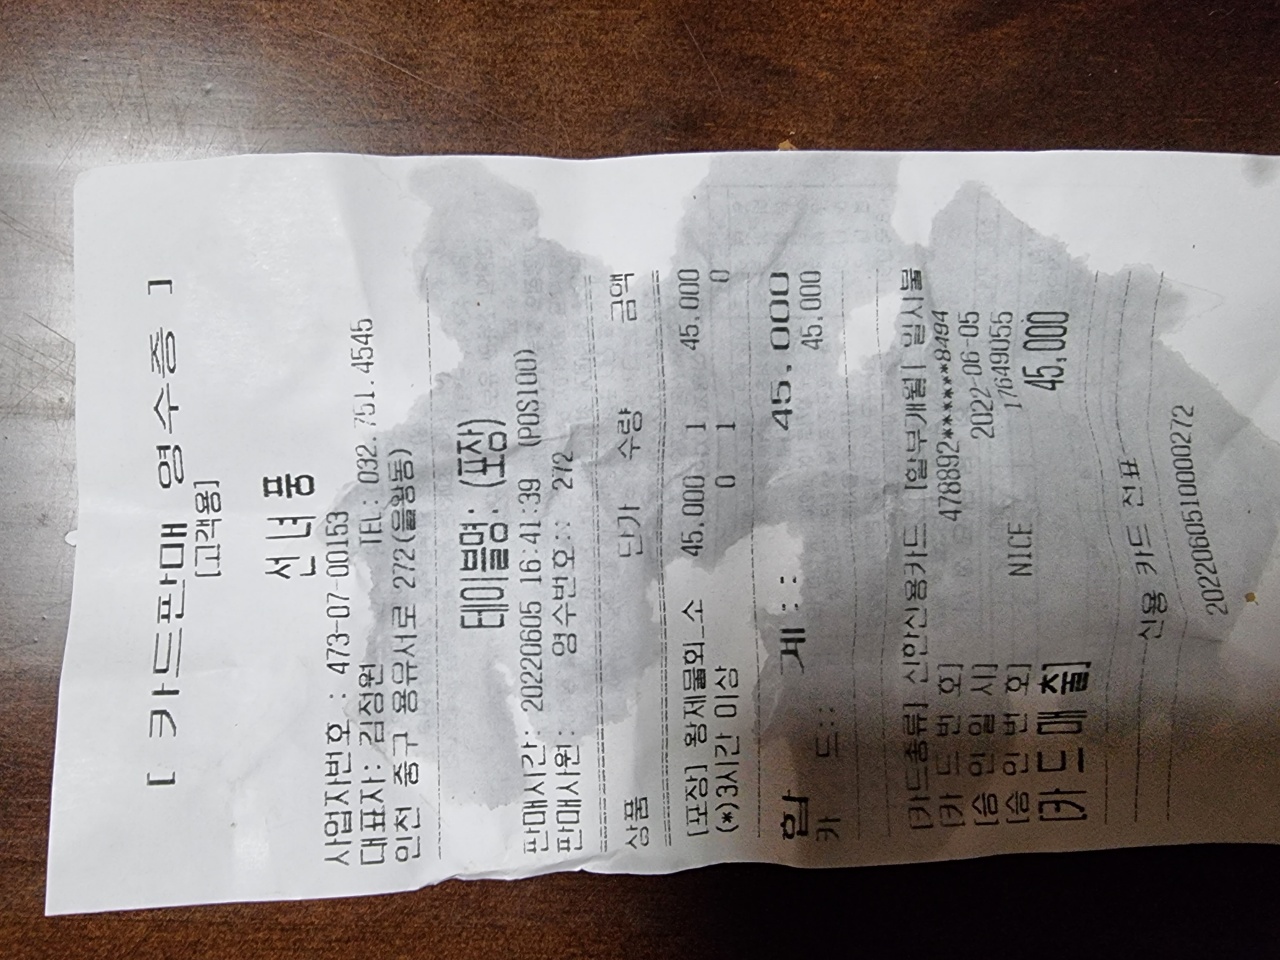 [ 카드판매 영수증 ]
[고객용]
선녀풍
사업자번호 : 473-07-00153
대표자: 김정원 TEL: 032.751.4545
인천 중구 용유서로 272(을왕동)
테이블명: (포장)
판매시간: 20220605 16:41:39 (POS100)
판매사원: 영수번호:: 272
상품 단가 수량 금액
[포장] 황제물회_소 45,000 1 45,000
(*)3시간 이상 0 1 0
합 계 :: 45,000
카 드:: 45,000
[카드종류] 신한신용카드 [할부개월] 일시불
[카 드 번 호] 478892******8494
[승 인 일 시] 2022-06-05
[승 인 번 호] NICE 17649055
[카드매출] 45,000
신용 카드 전표
20220605100000272